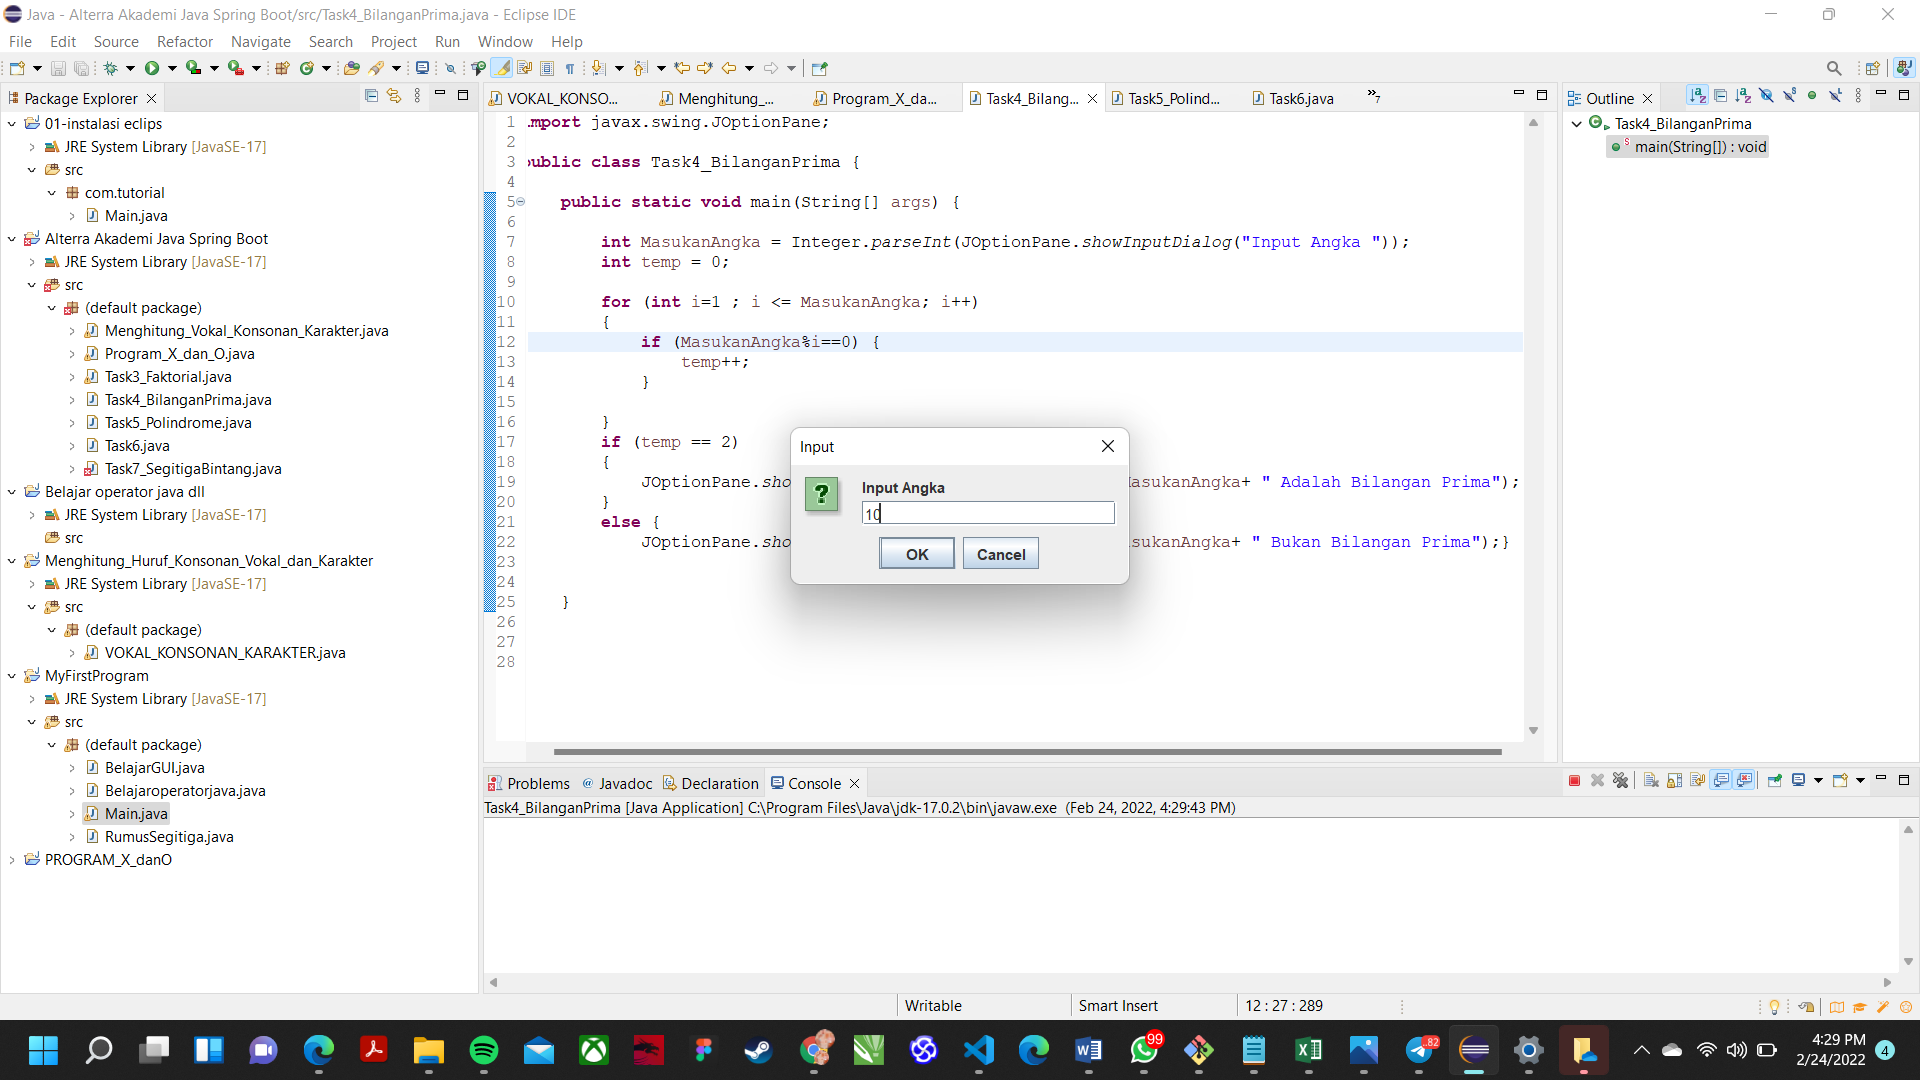 Java - Alterra Akademi Java Spring Boot/src/Task4_BilanganPrima.java - Eclipse IDE
File Edit Source Refactor Navigate Search Project Run Window Help
Package Explorer
01-instalasi eclips
JRE System Library [JavaSE-17]
src
com.tutorial
Main.java
Alterra Akademi Java Spring Boot
JRE System Library [JavaSE-17]
src
(default package)
Menghitung_Vokal_Konsonan_Karakter.java
Program_X_dan_O.java
Task3_Faktorial.java
Task4_BilanganPrima.java
Task5_Polindrome.java
Task6.java
Task7_SegitigaBintang.java
Belajar operator java dll
JRE System Library [JavaSE-17]
src
Menghitung_Huruf_Konsonan_Vokal_dan_Karakter
JRE System Library [JavaSE-17]
src
(default package)
VOKAL_KONSONAN_KARAKTER.java
MyFirstProgram
JRE System Library [JavaSE-17]
src
(default package)
BelajarGUI.java
Belajaroperatorjava.java
Main.java
RumusSegitiga.java
PROGRAM_X_danO
VOKAL_KONSO... Menghitung_... Program_X_da... Task4_Bilang... Task5_Polind... Task6.java 7
1 mport javax.swing.JOptionPane;
2
3 public class Task4_BilanganPrima {
4
5 public static void main(String[] args) {
6
7 int MasukanAngka = Integer.parseInt(JOptionPane.showInputDialog("Input Angka "));
8 int temp = 0;
9
10 for (int i=1 ; i <= MasukanAngka; i++)
11 {
12 if (MasukanAngka%i==0) {
13 temp++;
14 }
15
16 }
17 if (temp == 2)
18 {
19 JOptionPane.sho asukanAngka+ " Adalah Bilangan Prima");
20 }
21 else {
22 JOptionPane.sho sukanAngka+ " Bukan Bilangan Prima");}
23
24
25 }
26
27
28
Input
Input Angka
10
OK Cancel
Outline
Task4_BilanganPrima
main(String[]) : void
Problems Javadoc Declaration Console
Task4_BilanganPrima [Java Application] C:\Program Files\Java\jdk-17.0.2\bin\javaw.exe (Feb 24, 2022, 4:29:43 PM)
Writable Smart Insert 12 : 27 : 289
99
82
4:29 PM
2/24/2022
4